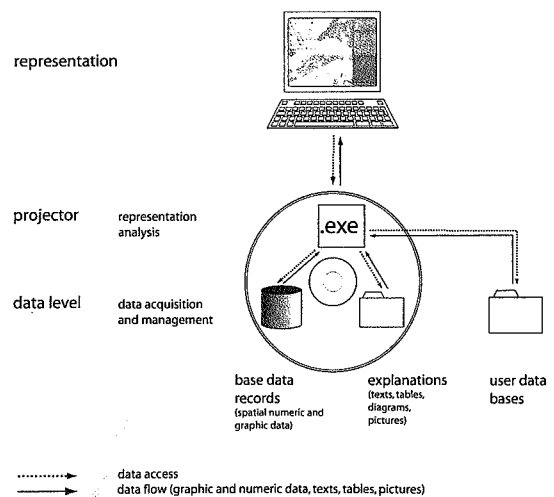 representation
projector
representation
analysis
.exe
data level
data acquisition
and management
base data
records
(spatial numeric and
graphic data)
explanations
(texts, tables,
diagrams,
pictures)
user data
bases
data access
data flow (graphic and numeric data, texts, tables, pictures)